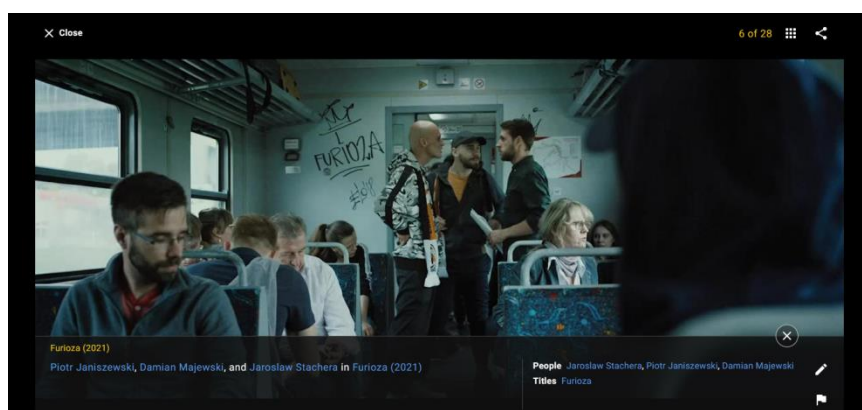 Close
6 of 28
FURIOZA
Furioza (2021)
Piotr Janiszewski, Damian Majewski, and Jaroslaw Stachera in Furioza (2021)
People Jaroslaw Stachera, Piotr Janiszewski, Damian Majewski
Titles Furioza